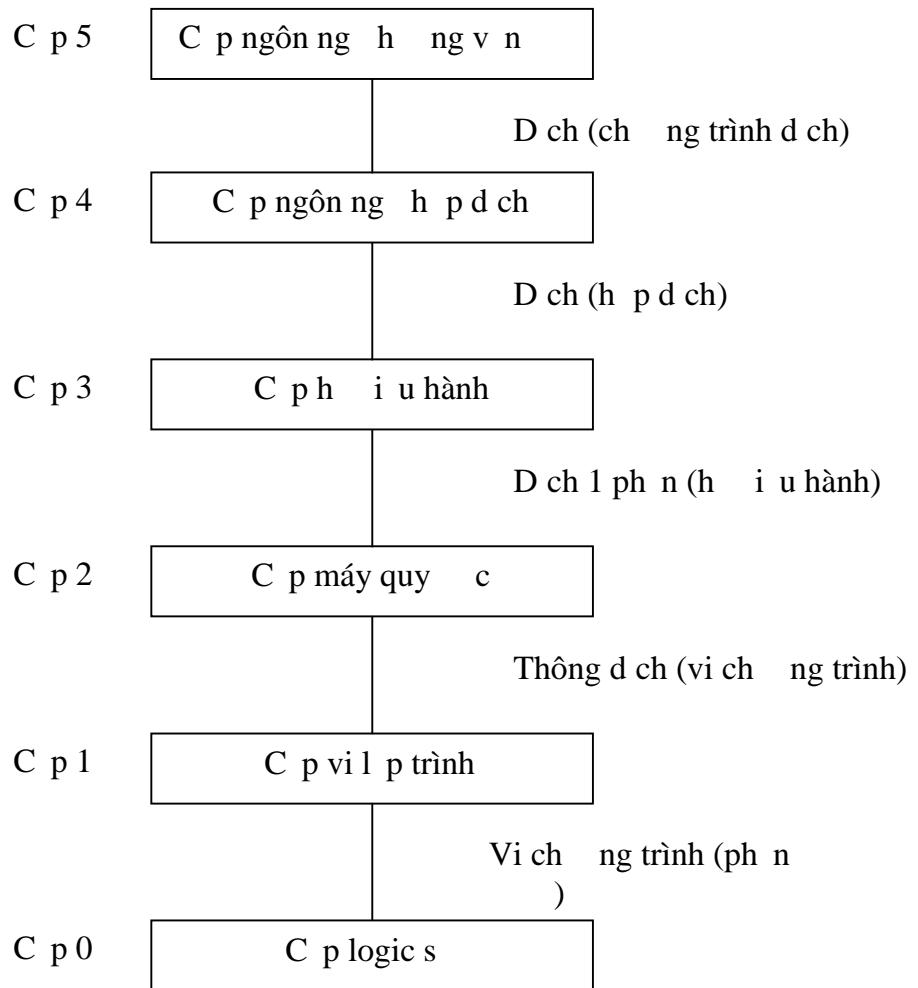 C p 5 C p ngôn ng h ng v n
D ch (ch ng trình d ch)
C p 4 C p ngôn ng h p d ch
D ch (h p d ch)
C p 3 C p h i u hành
D ch 1 ph n (h i u hành)
C p 2 C p máy quy c
Thông d ch (vi ch ng trình)
C p 1 C p vi l p trình
Vi ch ng trình (ph n
)
C p 0 C p logic s